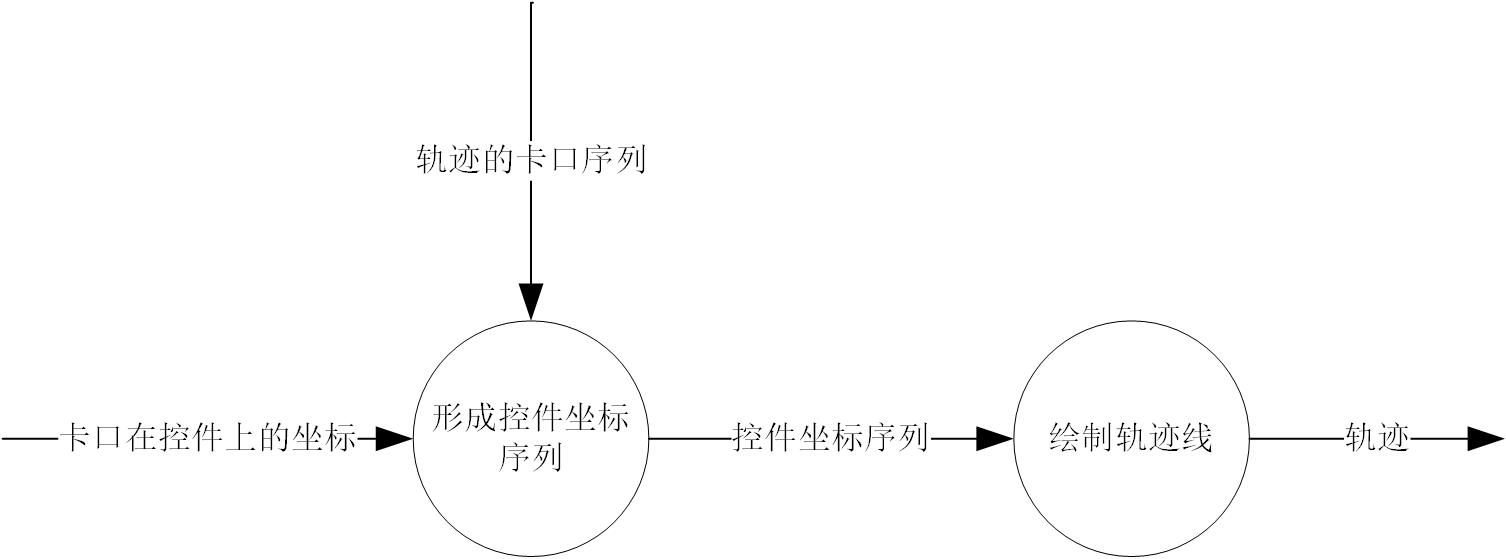 轨迹的卡口序列
卡口在控件上的坐标
形成控件坐标
序列
控件坐标序列
绘制轨迹线
轨迹